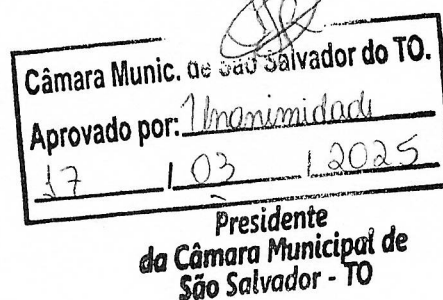 Câmara Munic. de São Salvador do TO.
Aprovado por: Unanimidade
17 / 03 / 2025
Presidente
da Câmara Municipal de
São Salvador - TO